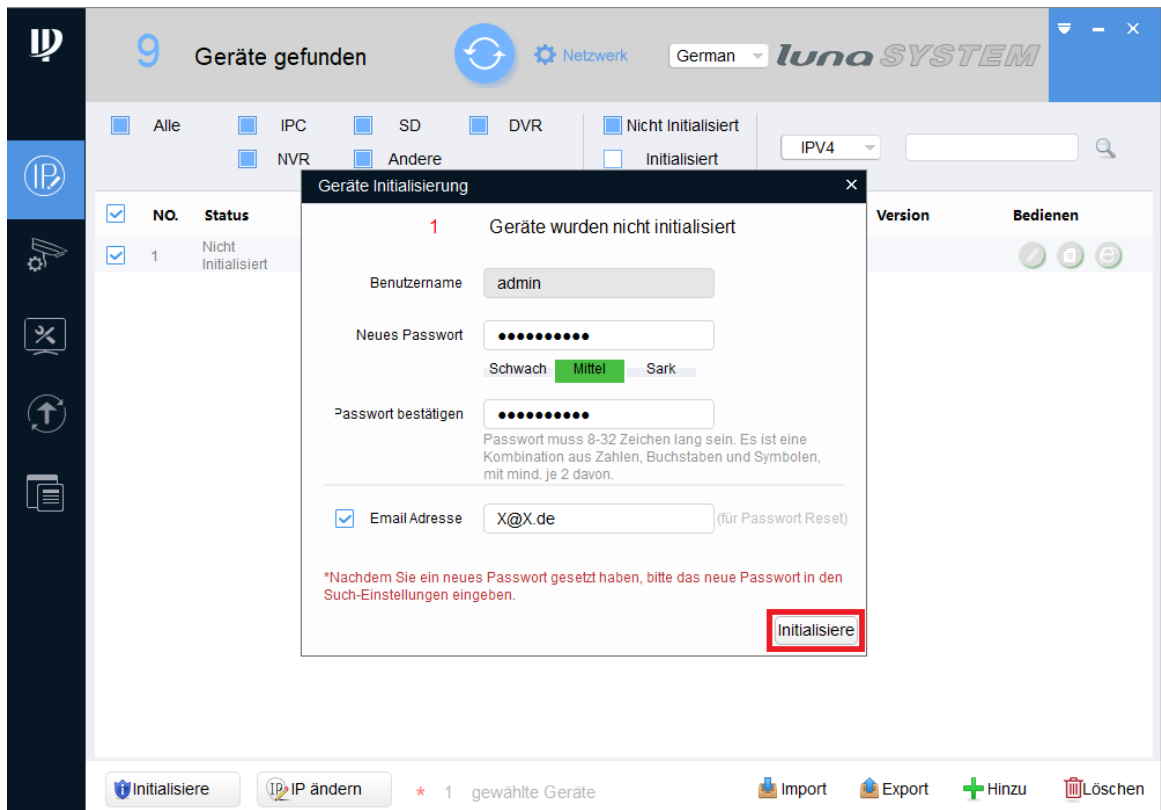 9 Geräte gefunden
Netzwerk
German
luna SYSTEM
Alle
IPC
SD
DVR
Nicht Initialisiert
NVR
Andere
Initialisiert
IPV4
NO. Status Version Bedienen
1 Nicht
Initialisiert
Geräte Initialisierung
1 Geräte wurden nicht initialisiert
Benutzername admin
Neues Passwort ●●●●●●●●●●
Schwach Mittel Sark
Passwort bestätigen ●●●●●●●●●●
Passwort muss 8-32 Zeichen lang sein. Es ist eine
Kombination aus Zahlen, Buchstaben und Symbolen,
mit mind. je 2 davon.
Email Adresse X@X.de (für Passwort Reset)
*Nachdem Sie ein neues Passwort gesetzt haben, bitte das neue Passwort in den
Such-Einstellungen eingeben.
Initialisiere
Initialisiere
IP ändern
* 1 gewählte Geräte
Import
Export
Hinzu
Löschen
IP
IP